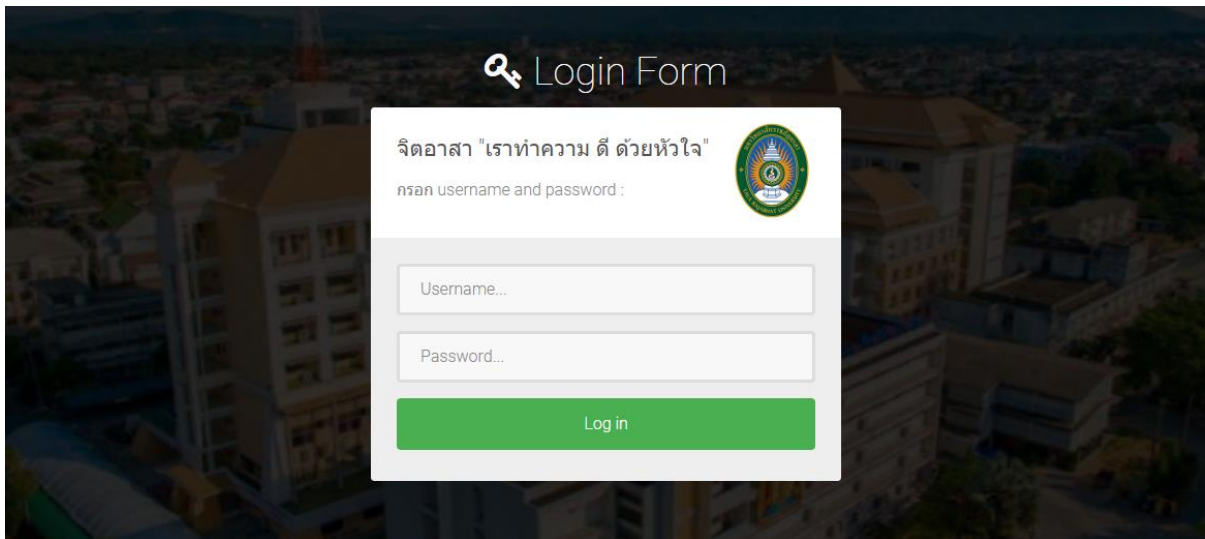 Login Form
จิตอาสา "เราทำความ ดี ด้วยหัวใจ"
กรอก username and password :
Username...
Password...
Log in